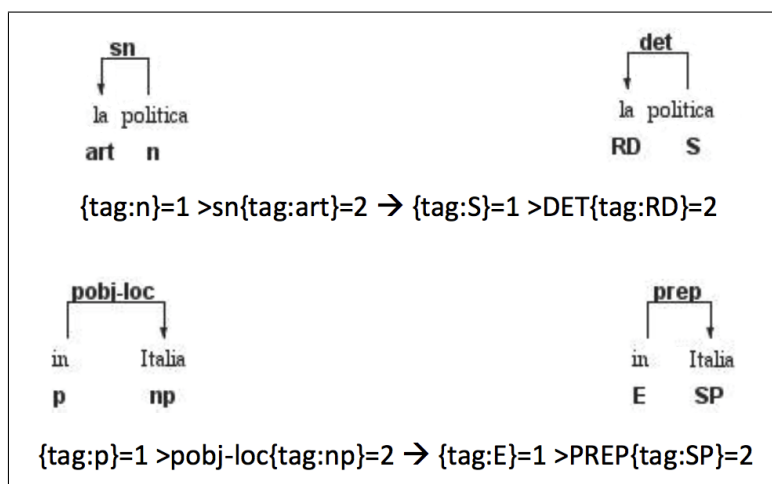 sn det
la politica la politica
art n RD S
{tag:n}=1 >sn{tag:art}=2 → {tag:S}=1 >DET{tag:RD}=2
pobj-loc prep
in Italia in Italia
p np E SP
{tag:p}=1 >pobj-loc{tag:np}=2 → {tag:E}=1 >PREP{tag:SP}=2